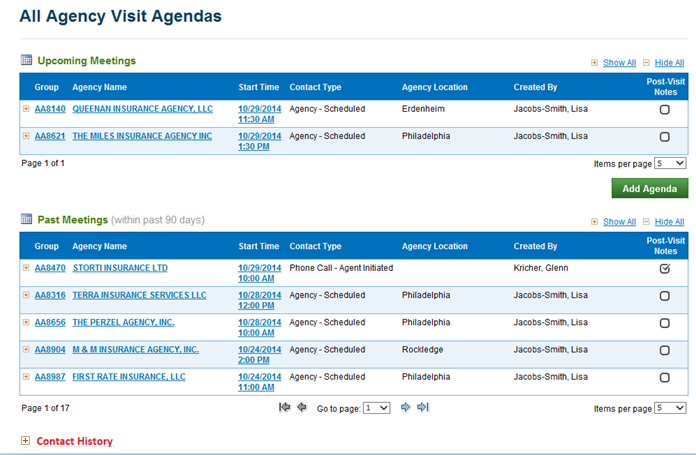 All Agency Visit Agendas
Upcoming Meetings
Show All Hide All
Group Agency Name Start Time Contact Type Agency Location Created By Post-Visit Notes
AA8140 QUEENAN INSURANCE AGENCY, LLC 10/29/2014 11:30 AM Agency - Scheduled Erdenheim Jacobs-Smith, Lisa
AA8621 THE MILES INSURANCE AGENCY INC 10/29/2014 1:30 PM Agency - Scheduled Philadelphia Jacobs-Smith, Lisa
Page 1 of 1 Items per page 5
Add Agenda
Past Meetings (within past 90 days) Show All Hide All
Group Agency Name Start Time Contact Type Agency Location Created By Post-Visit Notes
AA8470 STORTI INSURANCE LTD 10/29/2014 10:00 AM Phone Call - Agent Initiated Kricher, Glenn
AA8316 TERRA INSURANCE SERVICES LLC 10/28/2014 12:00 PM Agency - Scheduled Philadelphia Jacobs-Smith, Lisa
AA8656 THE PERZEL AGENCY, INC. 10/28/2014 10:00 AM Agency - Scheduled Philadelphia Jacobs-Smith, Lisa
AA8904 M & M INSURANCE AGENCY, INC. 10/24/2014 2:00 PM Agency - Scheduled Rockledge Jacobs-Smith, Lisa
AA8987 FIRST RATE INSURANCE, LLC 10/24/2014 11:00 AM Agency - Scheduled Philadelphia Jacobs-Smith, Lisa
Page 1 of 17 Go to page: 1 Items per page 5
Contact History